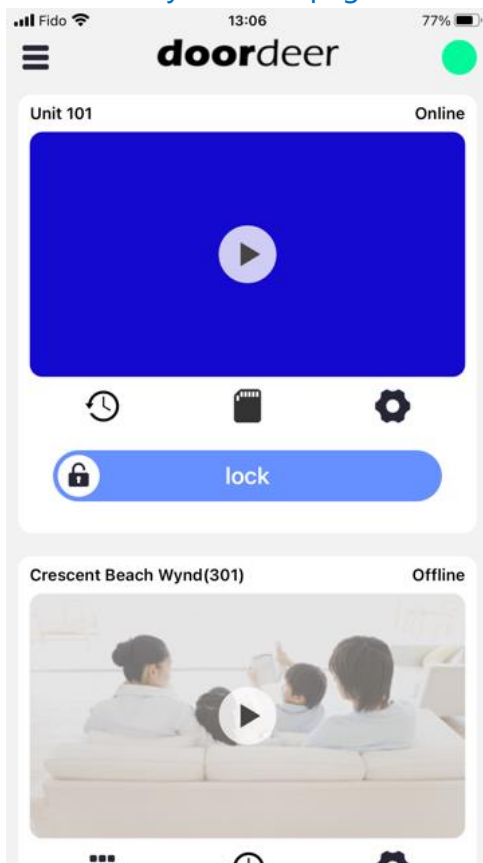 Fido 13:06 77%
doordeer
Unit 101 Online
lock
Crescent Beach Wynd(301) Offline